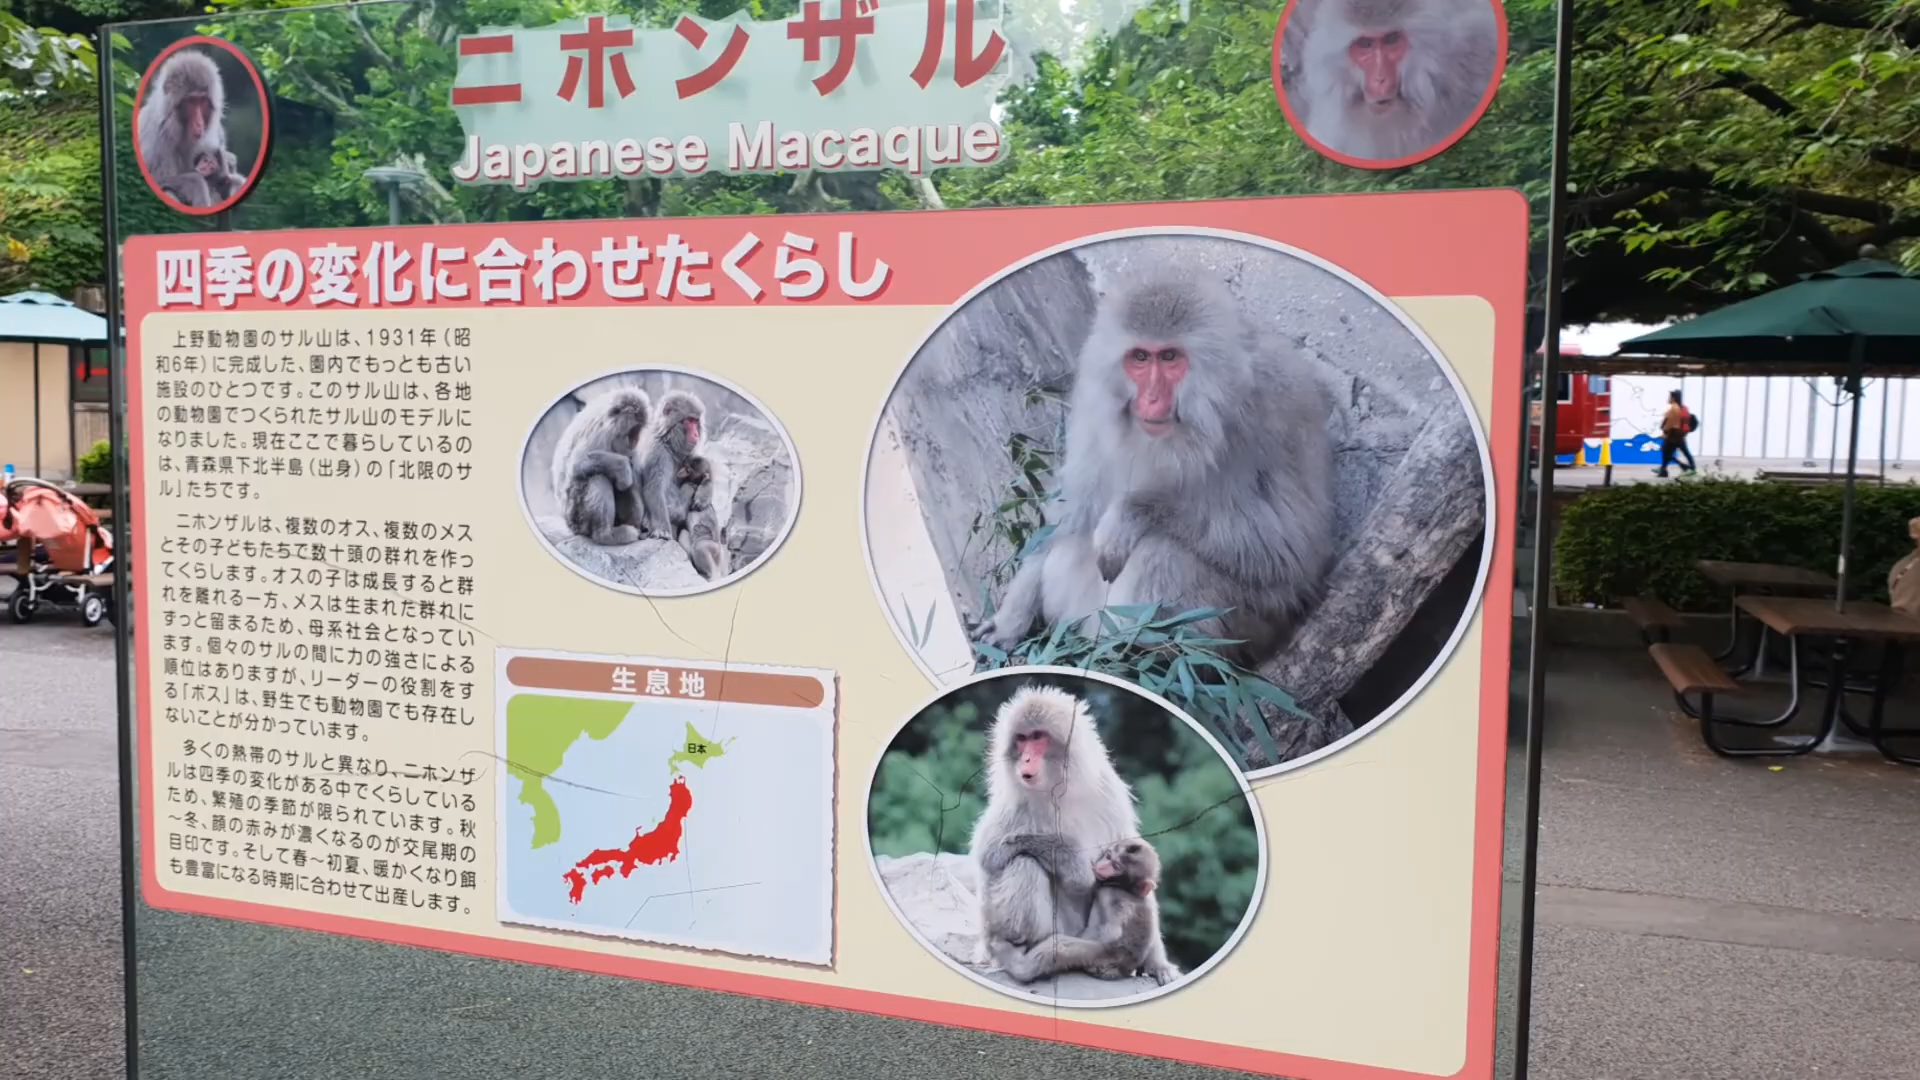 ニホンザル
Japanese Macaque
四季の変化に合わせたくらし
上野動物園のサル山は、1931年（昭
和6年）に完成した、園内でもっとも古い
施設のひとつです。このサル山は、各地
の動物園でつくられたサル山のモデルに
なりました。現在ここで暮らしているの
は、青森県下北半島（出身）の「北限のサ
ル」たちです。
ニホンザルは、複数のオス、複数のメス
とその子どもたちで数十頭の群れを作っ
てくらします。オスの子は成長すると群
れを離れる一方、メスは生まれた群れに
ずっと留まるため、母系社会となってい
ます。個々のサルの間に力の強さによる
順位はありますが、リーダーの役割をす
る「ボス」は、野生でも動物園でも存在し
ないことが分かっています。
多くの熱帯のサルと異なり、ニホンザ
ルは四季の変化がある中でくらしている
ため、繁殖の季節が限られています。秋
～冬、顔の赤みが濃くなるのが交尾期の
目印です。そして春～初夏、暖かくなり餌
も豊富になる時期に合わせて出産します。
生息地
日本